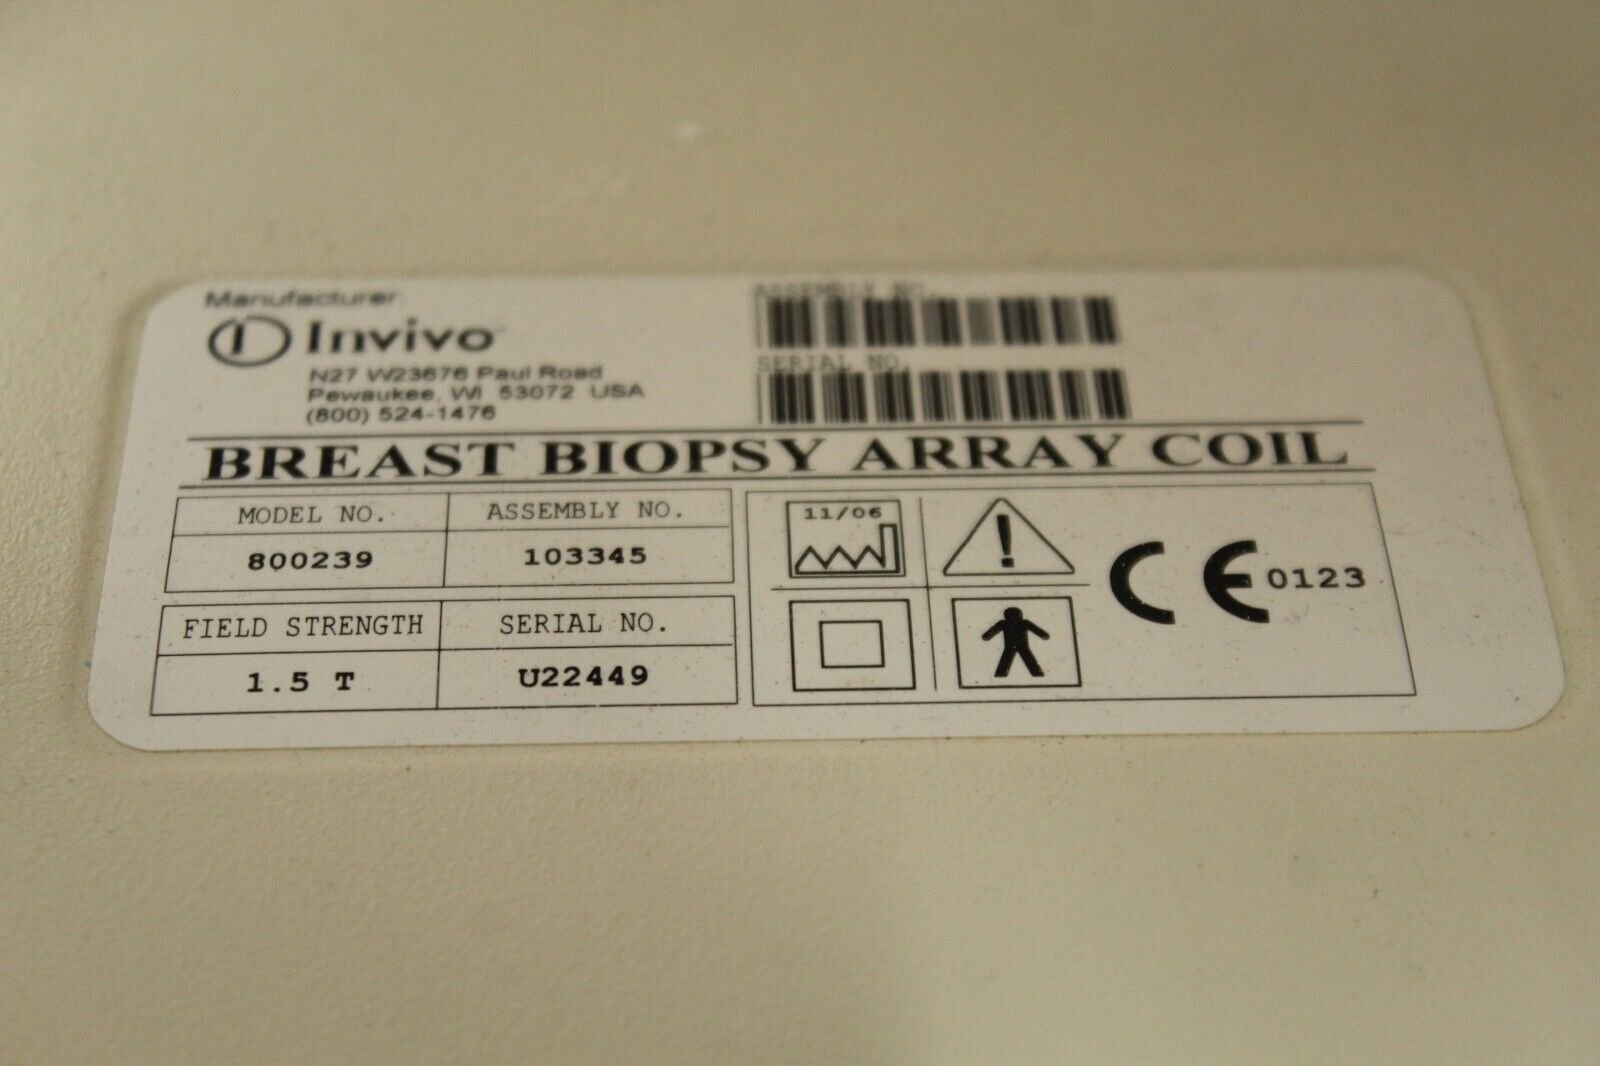 Manufacturer:
Invivo
N27 W23676 Paul Road
Pewaukee, WI 53072 USA
(800) 524-1476
ASSEMBLY NO.
SERIAL NO.
BREAST BIOPSY ARRAY COIL
MODEL NO. ASSEMBLY NO.
800239 103345
FIELD STRENGTH SERIAL NO.
1.5 T U22449
11/06
!
CE 0123